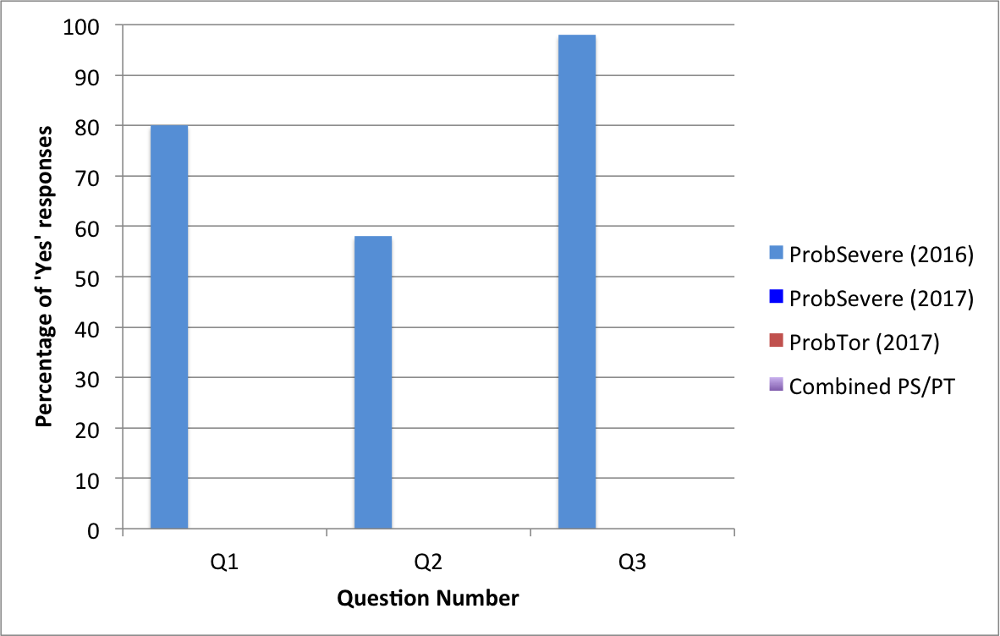 100
90
80
70
60
50
40
30
20
10
0
Percentage of 'Yes' responses
Q1 Q2 Q3
Question Number
ProbSevere (2016)
ProbSevere (2017)
ProbTor (2017)
Combined PS/PT